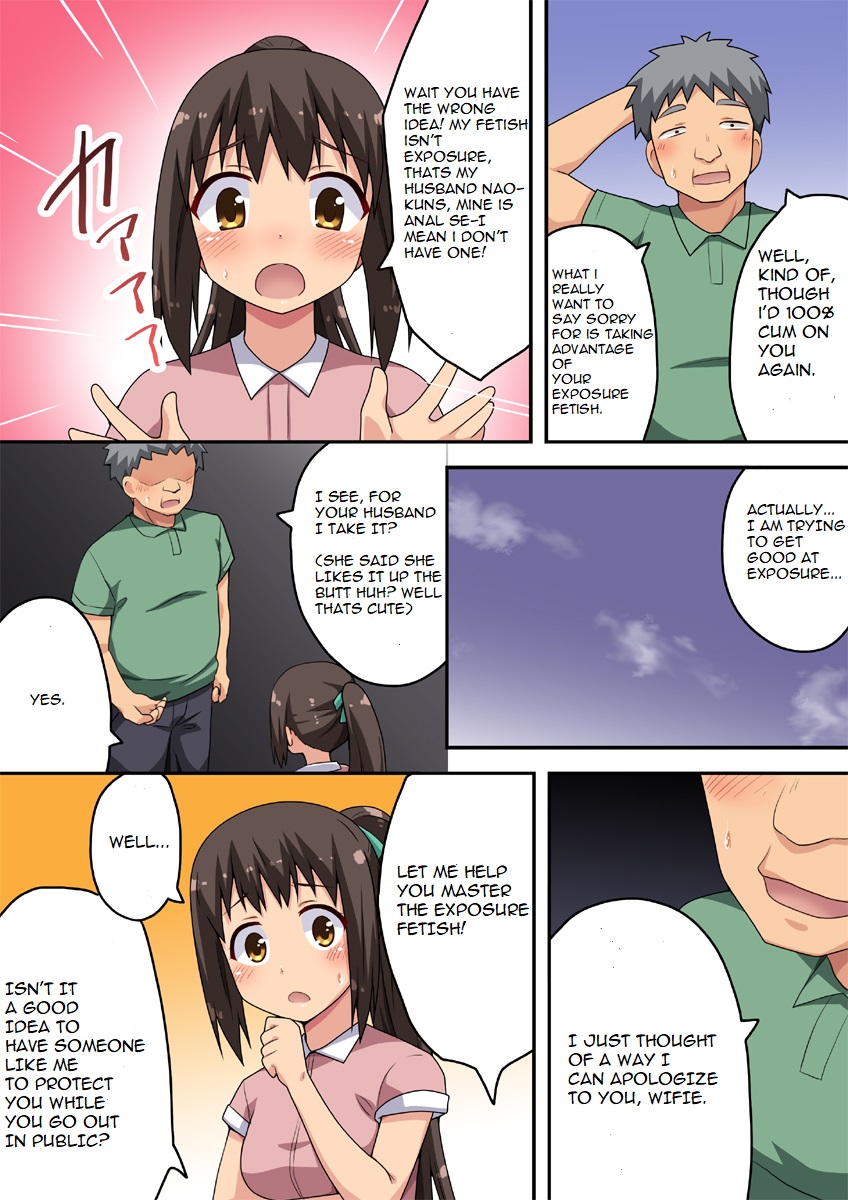 WELL,
KIND OF,
THOUGH
I'D 100%
CUM ON
YOU
AGAIN.
WHAT I
REALLY
WANT TO
SAY SORRY
FOR IS TAKING
ADVANTAGE
OF
YOUR
EXPOSURE
FETISH.
WAIT YOU HAVE
THE WRONG
IDEA! MY FETISH
ISN'T
EXPOSURE,
THATS MY
HUSBAND NAO-
KUNS, MINE IS
ANAL SE-I
MEAN I DON'T
HAVE ONE!
カアアア
ACTUALLY...
I AM TRYING
TO GET
GOOD AT
EXPOSURE...
I SEE, FOR
YOUR HUSBAND
I TAKE IT?
(SHE SAID SHE
LIKES IT UP THE
BUTT HUH? WELL
THATS CUTE)
YES.
I JUST THOUGHT
OF A WAY I
CAN APOLOGIZE
TO YOU, WIFIE.
LET ME HELP
YOU MASTER
THE EXPOSURE
FETISH!
WELL...
ISN'T IT
A GOOD
IDEA TO
HAVE SOMEONE
LIKE ME
TO PROTECT
YOU WHILE
YOU GO OUT
IN PUBLIC?